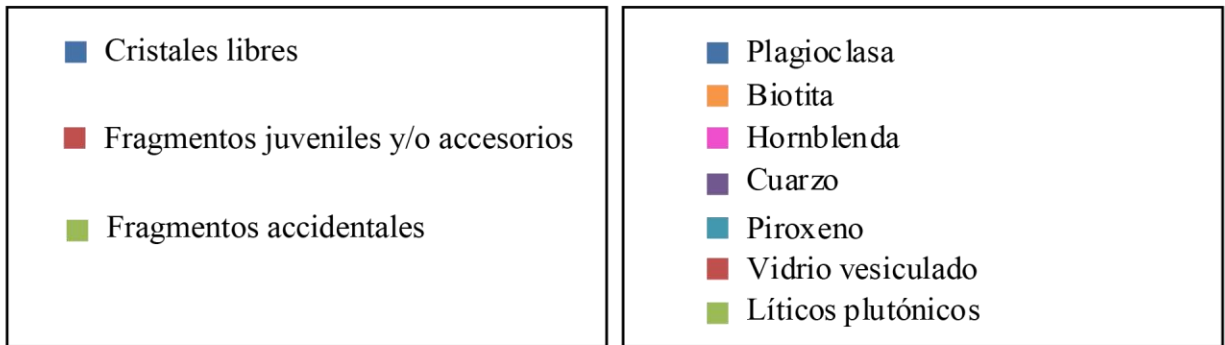 Cristales libres
Fragmentos juveniles y/o accesorios
Fragmentos accidentales
Plagioclasa
Biotita
Hornblenda
Cuarzo
Piroxeno
Vidrio vesiculado
Líticos plutónicos